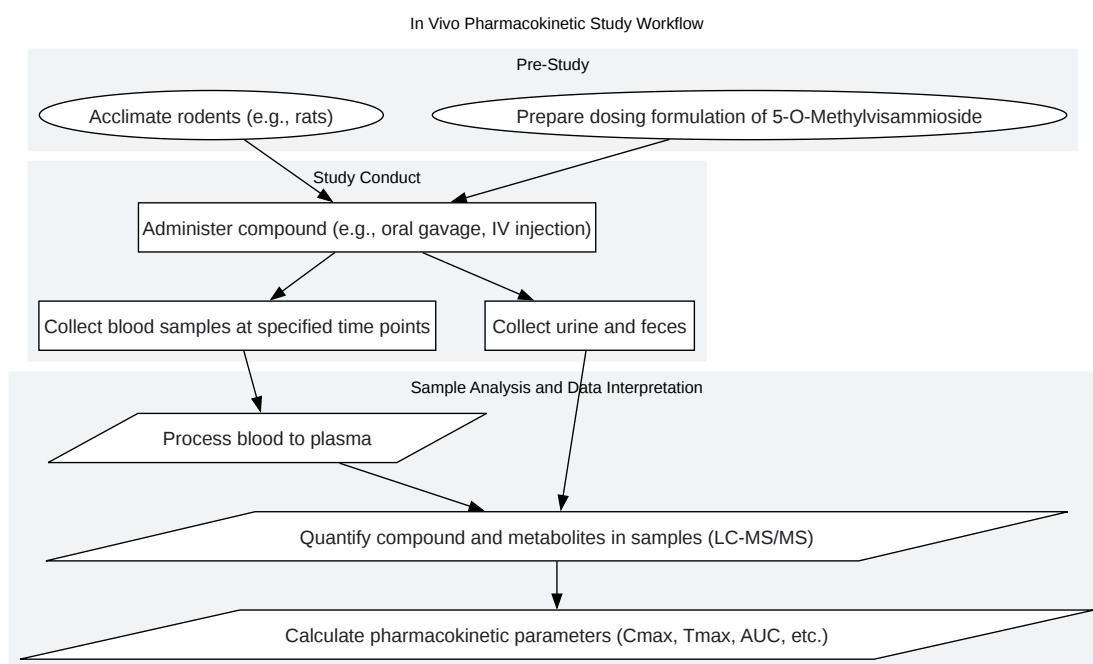 In Vivo Pharmacokinetic Study Workflow
Pre-Study
Acclimate rodents (e.g., rats)
Prepare dosing formulation of 5-O-Methylvisammioside
Study Conduct
Administer compound (e.g., oral gavage, IV injection)
Collect blood samples at specified time points
Collect urine and feces
Sample Analysis and Data Interpretation
Process blood to plasma
Quantify compound and metabolites in samples (LC-MS/MS)
Calculate pharmacokinetic parameters (Cmax, Tmax, AUC, etc.)